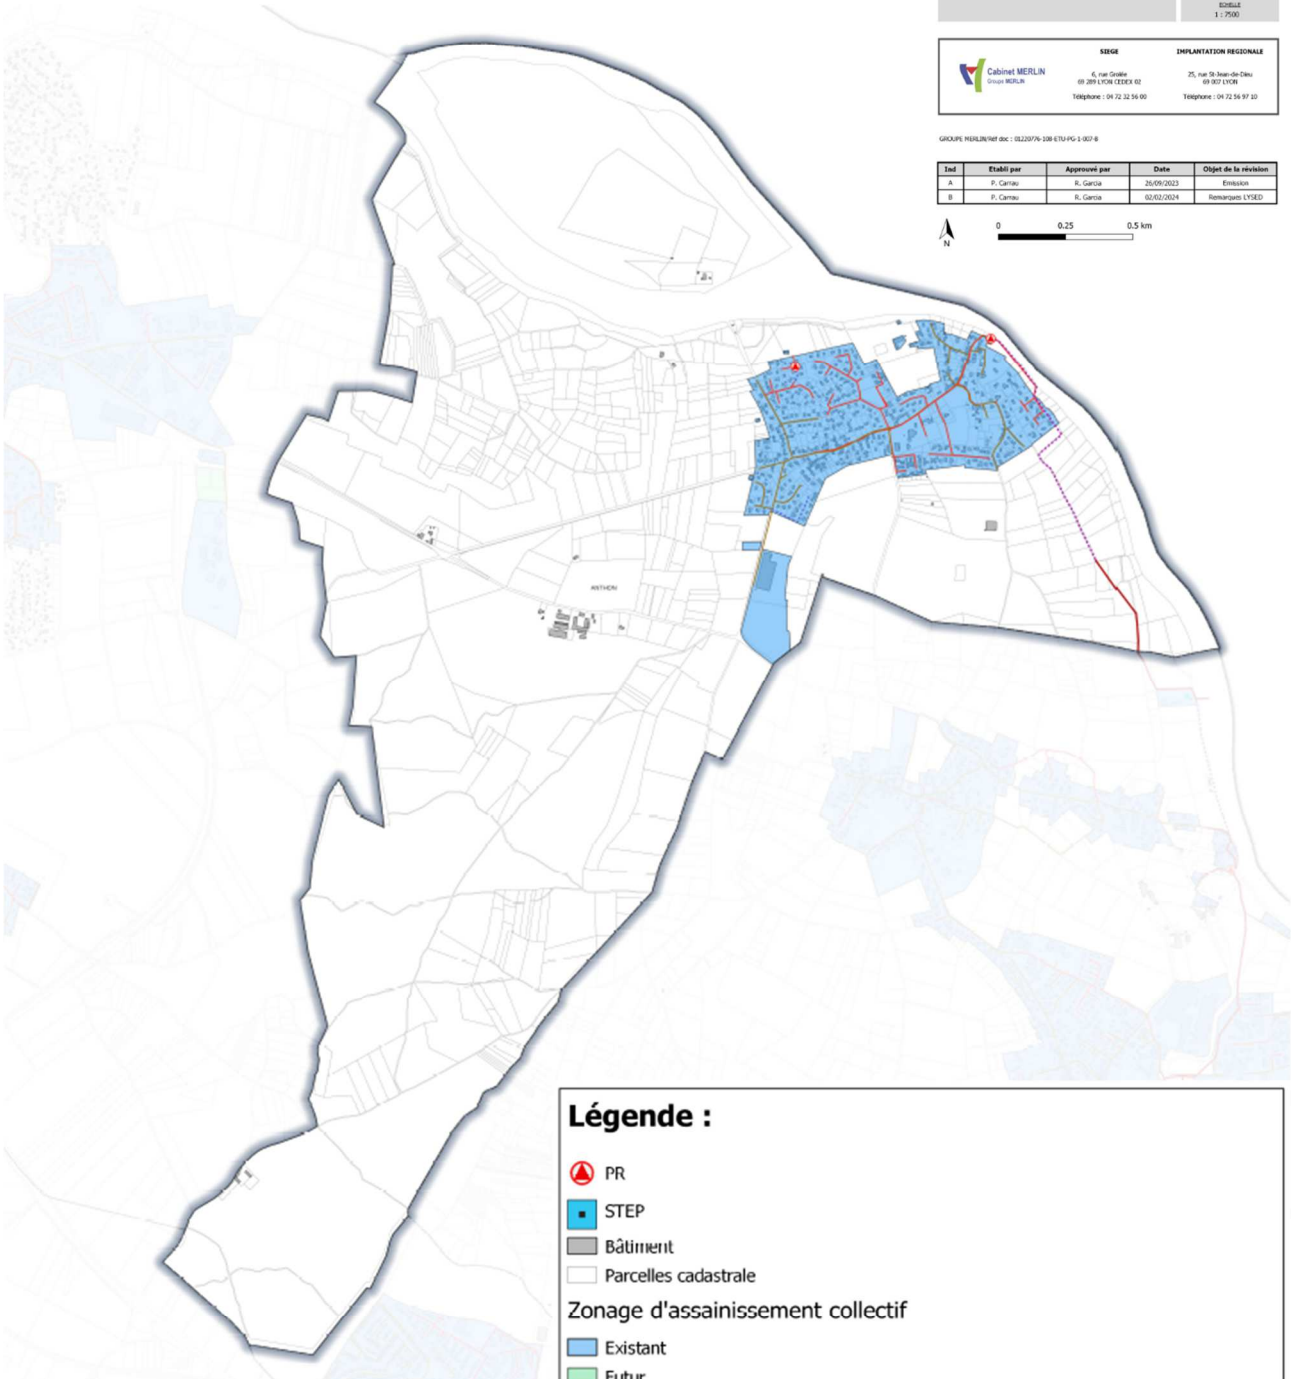 ECHELLE
1 : 7500
Cabinet MERLIN
Groupe MERLIN
SIEGE
6, rue Grolée
69 289 LYON CEDEX 02
Téléphone : 04 72 32 56 00
IMPLANTATION REGIONALE
25, rue St-Jean-de-Dieu
69 007 LYON
Téléphone : 04 72 56 97 10
GROUPE MERLIN/Réf doc : 01220776-108-ETU-PG-1-007-B
Ind Etabli par Approuvé par Date Objet de la révision
A P. Carrau R. Garcia 26/09/2023 Emission
B P. Carrau R. Garcia 02/02/2024 Remarques LYSED
0 0.25 0.5 km
N
ANTHON
Légende :
PR
STEP
Bâtiment
Parcelles cadastrale
Zonage d'assainissement collectif
Existant
Futur